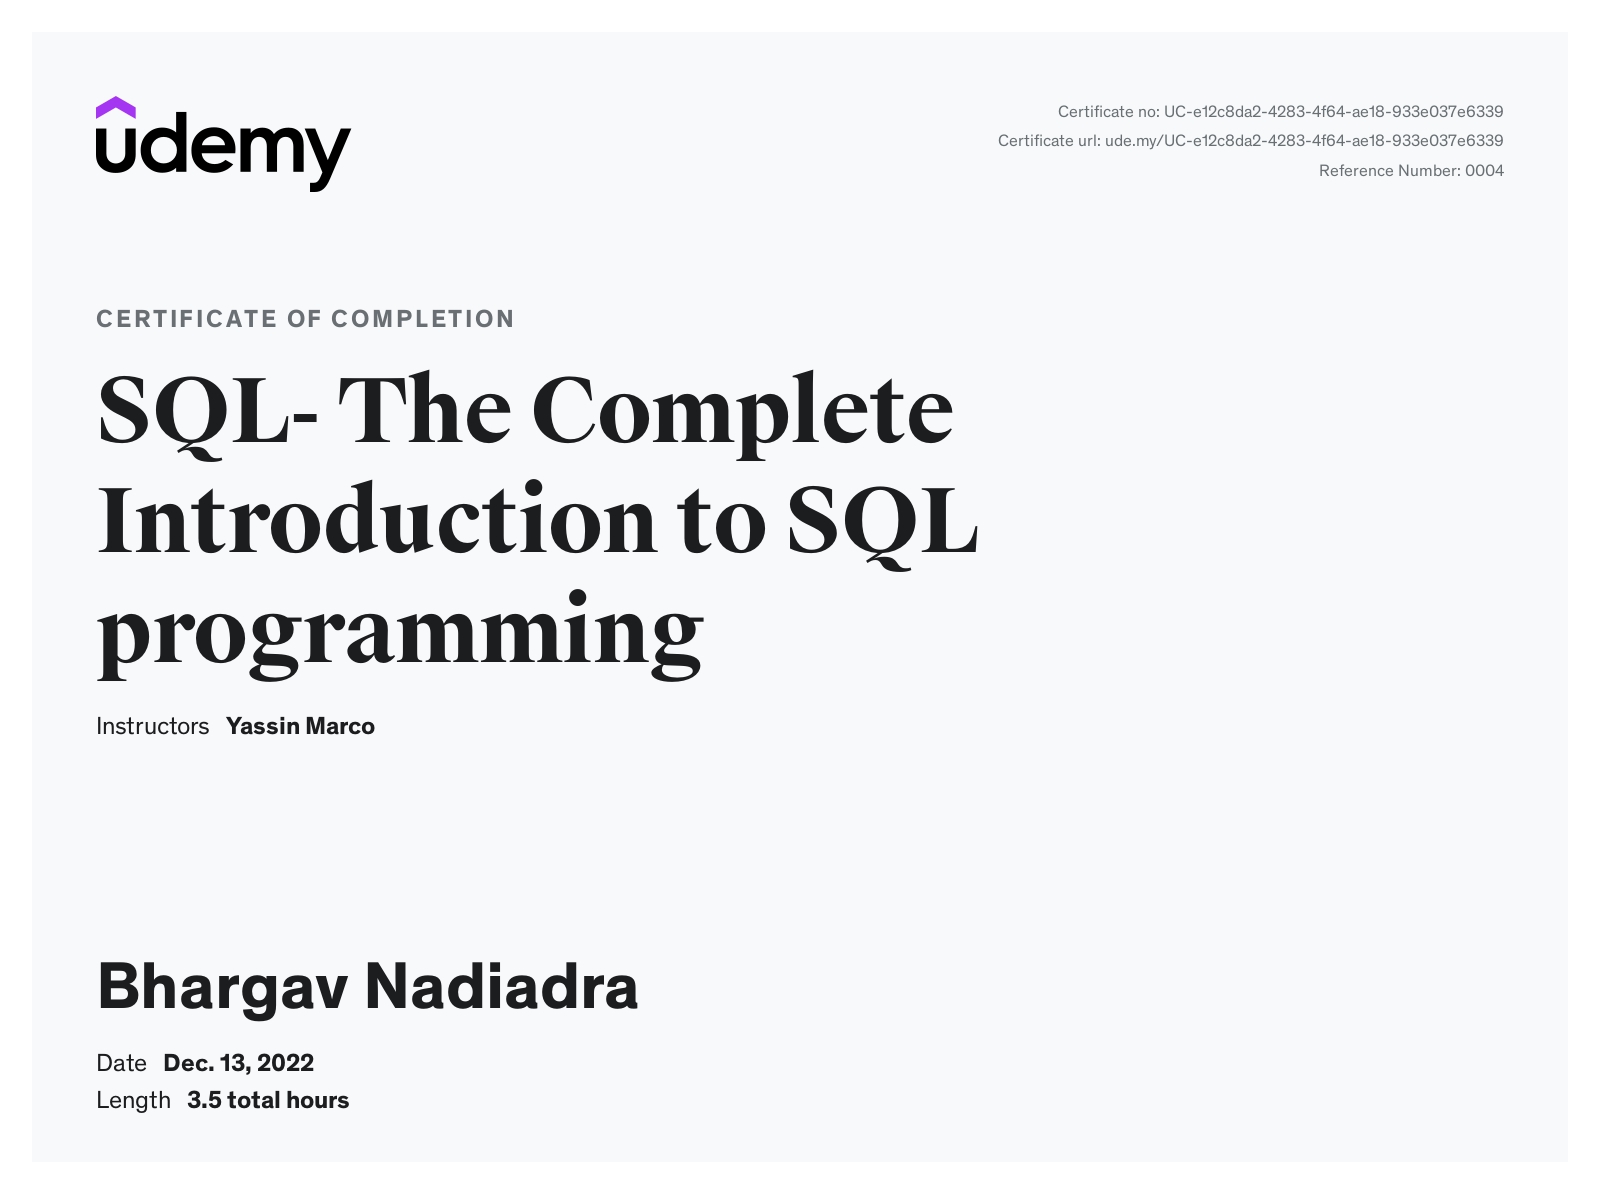 udemy
Certificate no: UC-e12c8da2-4283-4f64-ae18-933e037e6339
Certificate url: ude.my/UC-e12c8da2-4283-4f64-ae18-933e037e6339
Reference Number: 0004
CERTIFICATE OF COMPLETION
SQL- The Complete
Introduction to SQL
programming
Instructors Yassin Marco
Bhargav Nadiadra
Date Dec. 13, 2022
Length 3.5 total hours